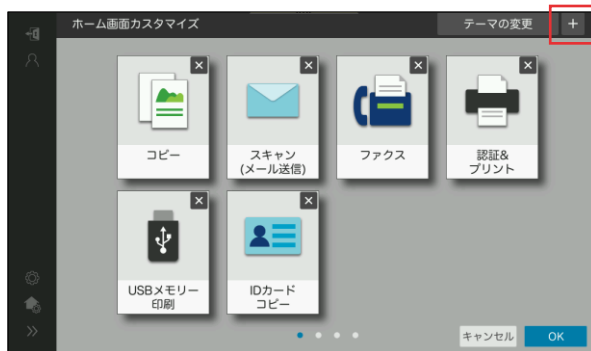 ホーム画面カスタマイズ
テーマの変更
+
コピー
スキャン
(メール送信)
ファクス
認証&
プリント
USBメモリー
印刷
IDカード
コピー
キャンセル
OK